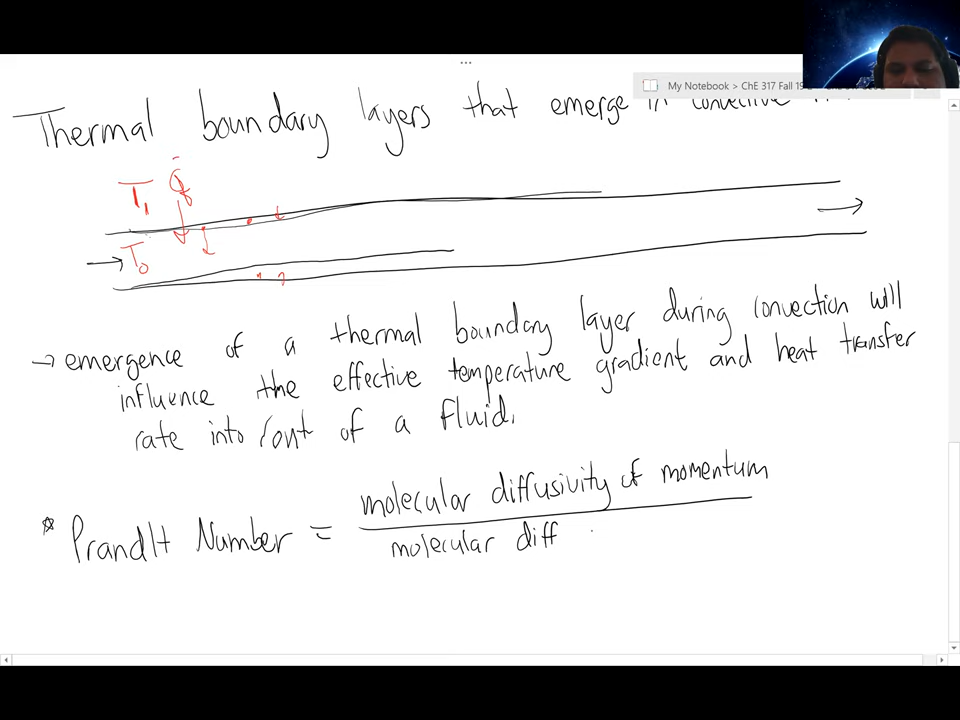 My Notebook > ChE 317 Fall 19
Thermal boundary layers that emerge in convective
T1 q
T0
→ emergence of a thermal boundary layer during convection will
influence the effective temperature gradient and heat transfer
rate into/out of a fluid.
* Prandlt Number = molecular diffusivity of momentum
molecular diff